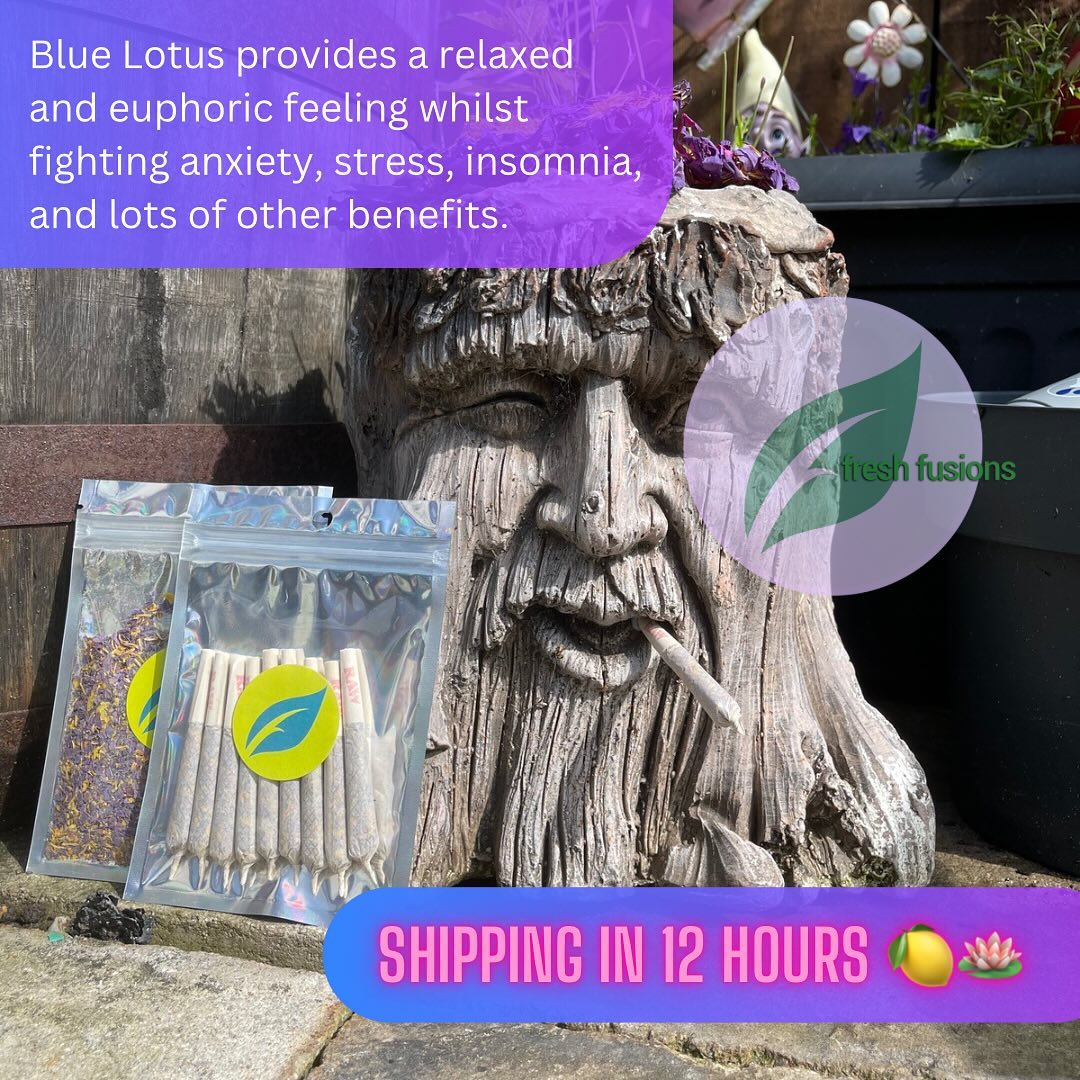 Blue Lotus provides a relaxed
and euphoric feeling whilst
fighting anxiety, stress, insomnia,
and lots of other benefits.
fresh fusions
RAW
SHIPPING IN 12 HOURS 🍋🪷